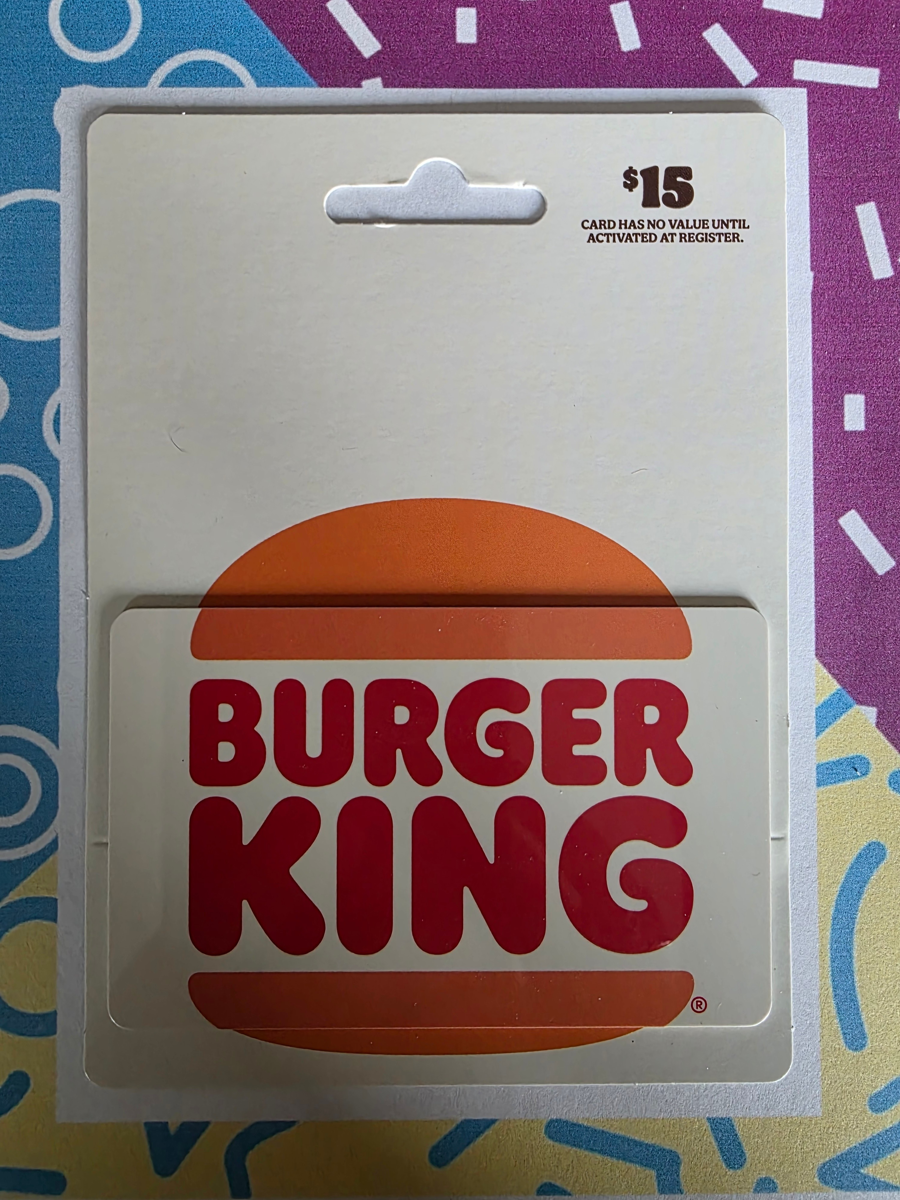 $15
CARD HAS NO VALUE UNTIL
ACTIVATED AT REGISTER.
BURGER
KING
®